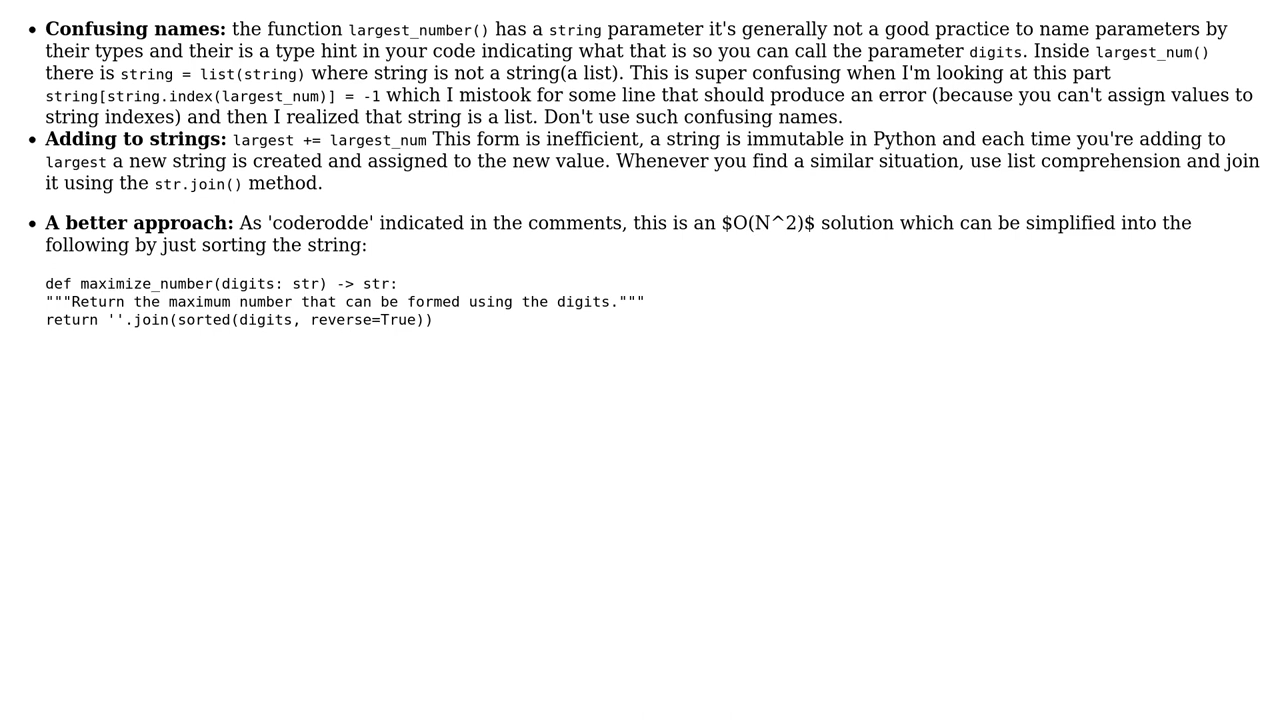 • Confusing names: the function largest_number() has a string parameter it's generally not a good practice to name parameters by
their types and their is a type hint in your code indicating what that is so you can call the parameter digits. Inside largest_num()
there is string = list(string) where string is not a string(a list). This is super confusing when I'm looking at this part
string[string.index(largest_num)] = -1 which I mistook for some line that should produce an error (because you can't assign values to
string indexes) and then I realized that string is a list. Don't use such confusing names.
• Adding to strings: largest += largest_num This form is inefficient, a string is immutable in Python and each time you're adding to
largest a new string is created and assigned to the new value. Whenever you find a similar situation, use list comprehension and join
it using the str.join() method.
• A better approach: As 'coderodde' indicated in the comments, this is an $O(N^2)$ solution which can be simplified into the
following by just sorting the string:
def maximize_number(digits: str) -> str:
"""Return the maximum number that can be formed using the digits."""
return ''.join(sorted(digits, reverse=True))